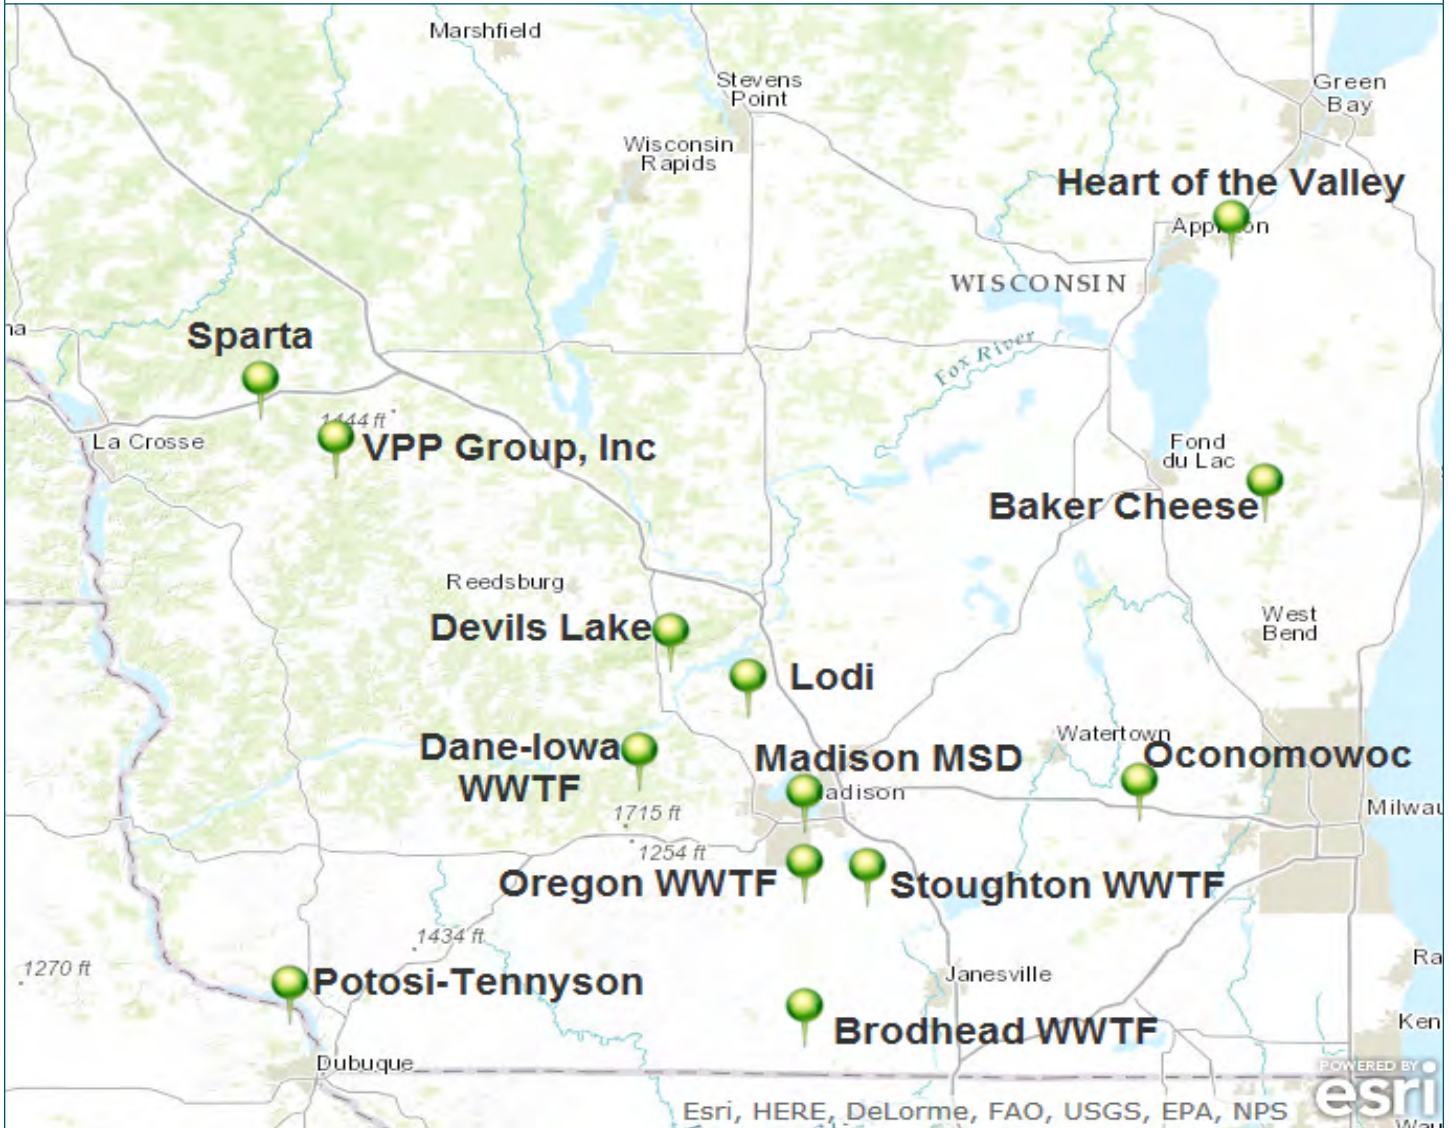 Marshfield
Stevens
Point
Green
Bay
Wisconsin
Rapids
Heart of the Valley
WISCONSIN
Sparta
Fox River
1444 ft
La Crosse
VPP Group, Inc
Fond
du Lac
Baker Cheese
Reedsburg
West
Bend
Devils Lake
Lodi
Watertown
Dane-Iowa
WWTF
Madison MSD
Oconomowoc
adison
Milwau
1715 ft
1254 ft
Oregon WWTF
Stoughton WWTF
1434 ft
1270 ft
Potosi-Tennyson
Janesville
Ra
Brodhead WWTF
Ken
Dubuque
POWERED BY
esri
Esri, HERE, DeLorme, FAO, USGS, EPA, NPS